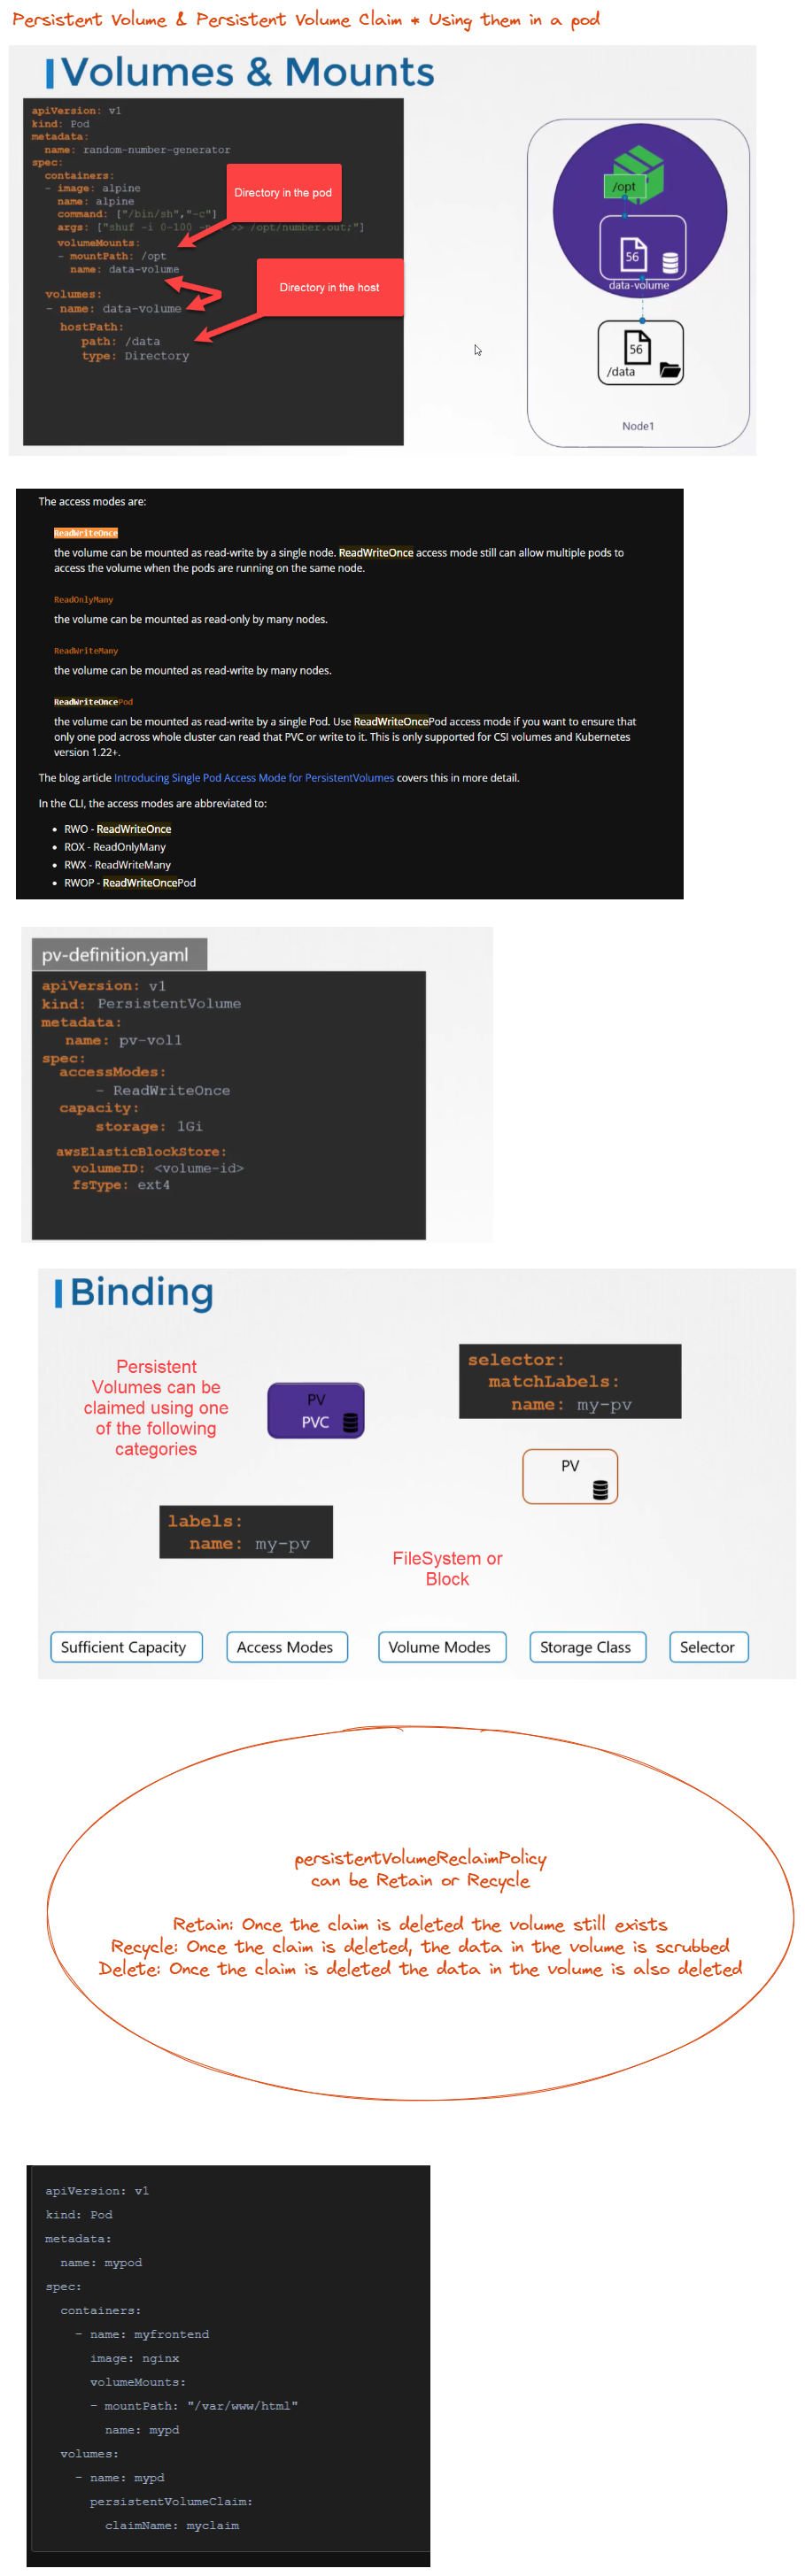 Persistent Volume & Persistent Volume Claim * Using them in a pod
Volumes & Mounts
apiVersion: v1
kind: Pod
metadata:
  name: random-number-generator
spec:
  containers:
  - image: alpine
    name: alpine
    command: ["/bin/sh","-c"]
    args: ["shuf -i 0-100 >> /opt/number.out;"]
    volumeMounts:
    - mountPath: /opt
      name: data-volume
  volumes:
  - name: data-volume
    hostPath:
      path: /data
      type: Directory
Directory in the pod
Directory in the host
/opt
56
data-volume
56
/data
Node1
The access modes are:
ReadWriteOnce
the volume can be mounted as read-write by a single node. ReadWriteOnce access mode still can allow multiple pods to
access the volume when the pods are running on the same node.
ReadOnlyMany
the volume can be mounted as read-only by many nodes.
ReadWriteMany
the volume can be mounted as read-write by many nodes.
ReadWriteOncePod
the volume can be mounted as read-write by a single Pod. Use ReadWriteOncePod access mode if you want to ensure that
only one pod across whole cluster can read that PVC or write to it. This is only supported for CSI volumes and Kubernetes
version 1.22+.
The blog article Introducing Single Pod Access Mode for PersistentVolumes covers this in more detail.
In the CLI, the access modes are abbreviated to:
• RWO - ReadWriteOnce
• ROX - ReadOnlyMany
• RWX - ReadWriteMany
• RWOP - ReadWriteOncePod
pv-definition.yaml
apiVersion: v1
kind: PersistentVolume
metadata:
  name: pv-vol1
spec:
  accessModes:
    - ReadWriteOnce
  capacity:
    storage: 1Gi
  awsElasticBlockStore:
    volumeID: <volume-id>
    fsType: ext4
Binding
Persistent
Volumes can be
claimed using one
of the following
categories
PV
PVC
selector:
  matchLabels:
    name: my-pv
PV
labels:
  name: my-pv
FileSystem or
Block
Sufficient Capacity
Access Modes
Volume Modes
Storage Class
Selector
persistentVolumeReclaimPolicy
can be Retain or Recycle
Retain: Once the claim is deleted the volume still exists
Recycle: Once the claim is deleted, the data in the volume is scrubbed
Delete: Once the claim is deleted the data in the volume is also deleted
apiVersion: v1
kind: Pod
metadata:
  name: mypod
spec:
  containers:
    - name: myfrontend
      image: nginx
      volumeMounts:
      - mountPath: "/var/www/html"
        name: mypd
  volumes:
    - name: mypd
      persistentVolumeClaim:
        claimName: myclaim